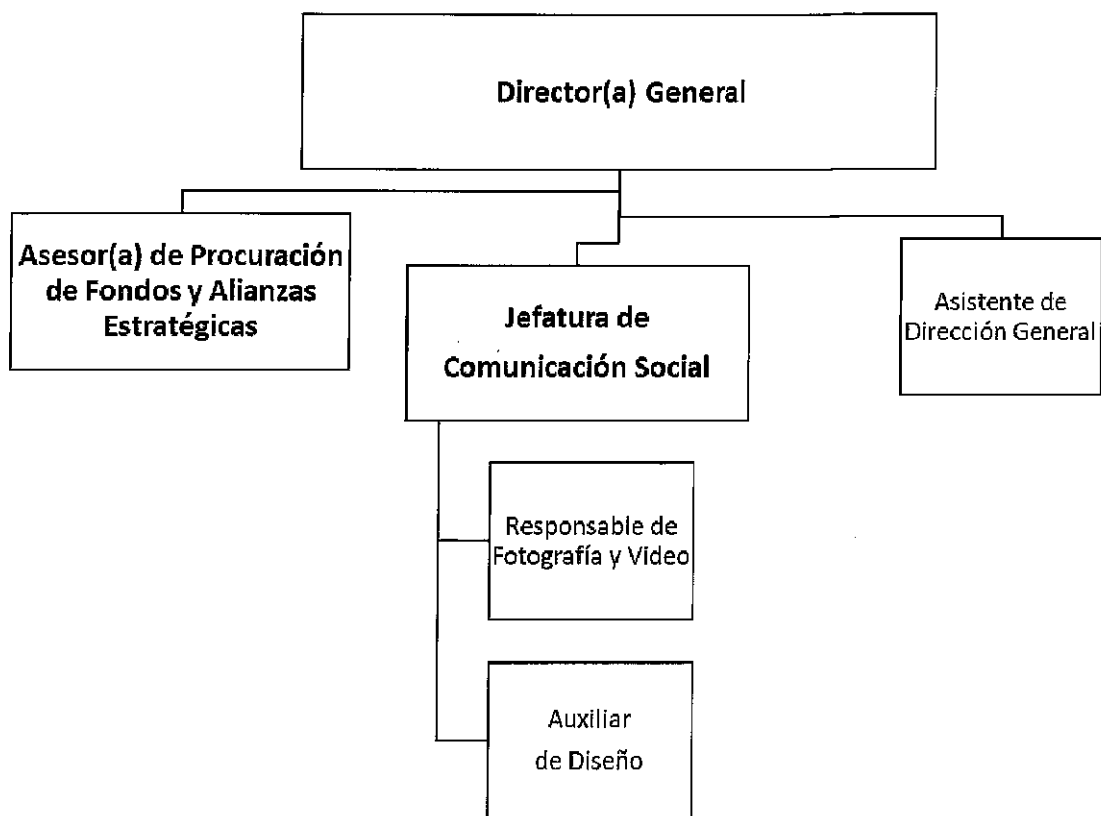 Director(a) General
Asesor(a) de Procuración
de Fondos y Alianzas
Estratégicas
Jefatura de
Comunicación Social
Asistente de
Dirección General
Responsable de
Fotografía y Video
Auxiliar
de Diseño